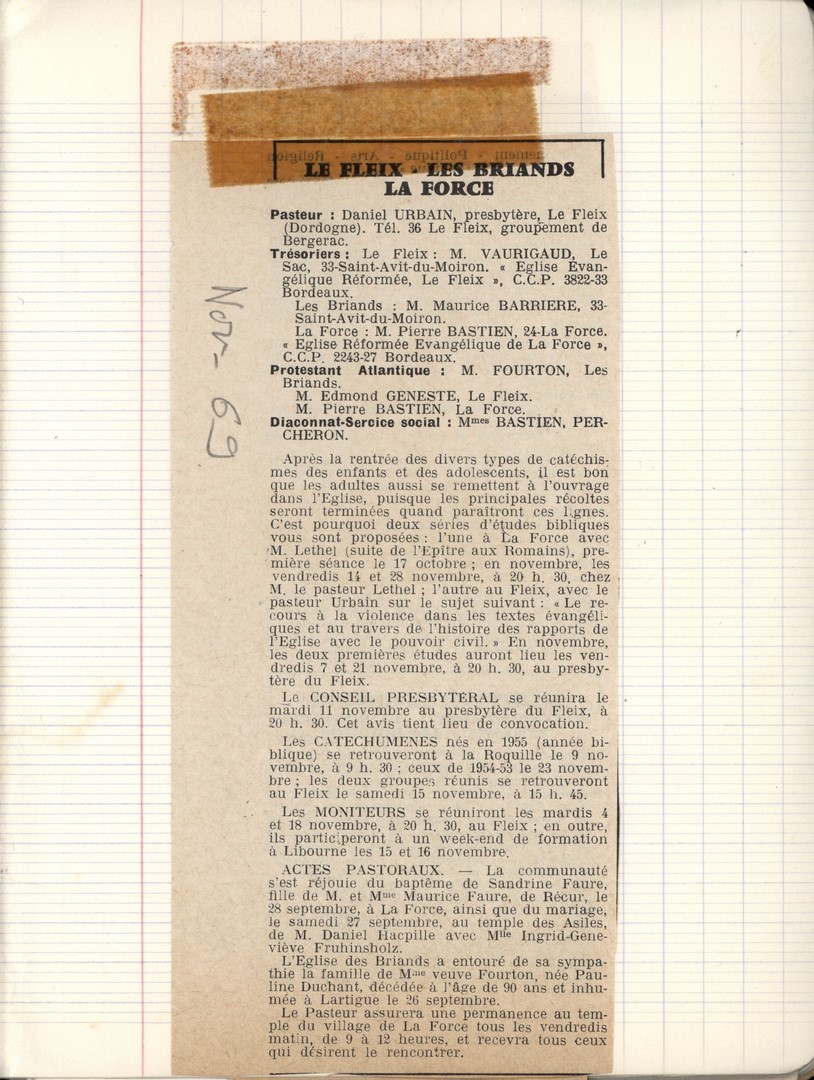 LE FLEIX - LES BRIANDS
LA FORCE
Pasteur : Daniel URBAIN, presbytère, Le Fleix
(Dordogne). Tél. 36 Le Fleix, groupement de
Bergerac.
Trésoriers : Le Fleix : M. VAURIGAUD, Le
Sac, 33-Saint-Avit-du-Moiron. « Eglise Evan-
gélique Réformée, Le Fleix », C.C.P. 3822-33
Bordeaux.
Les Briands : M. Maurice BARRIERE, 33-
Saint-Avit-du-Moiron.
La Force : M. Pierre BASTIEN, 24-La Force.
« Eglise Réformée Evangélique de La Force »,
C.C.P. 2243-27 Bordeaux.
Protestant Atlantique : M. FOURTON, Les
Briands.
M. Edmond GENESTE, Le Fleix.
M. Pierre BASTIEN, La Force.
Diaconnat-Sercice social : Mmes BASTIEN, PER-
CHERON.
Nov- 69
Après la rentrée des divers types de catéchis-
mes des enfants et des adolescents, il est bon
que les adultes aussi se remettent à l'ouvrage
dans l'Eglise, puisque les principales récoltes
seront terminées quand paraîtront ces lignes.
C'est pourquoi deux séries d'études bibliques
vous sont proposées : l'une à La Force avec
M. Lethel (suite de l'Epître aux Romains), pre-
mière séance le 17 octobre ; en novembre, les
vendredis 14 et 28 novembre, à 20 h. 30, chez
M. le pasteur Lethel ; l'autre au Fleix, avec le
pasteur Urbain sur le sujet suivant : « Le re-
cours à la violence dans les textes évangéli-
ques et au travers de l'histoire des rapports de
l'Eglise avec le pouvoir civil. » En novembre,
les deux premières études auront lieu les ven-
dredis 7 et 21 novembre, à 20 h. 30, au presby-
tère du Fleix.
Le CONSEIL PRESBYTERAL se réunira le
mardi 11 novembre au presbytère du Fleix, à
20 h. 30. Cet avis tient lieu de convocation.
Les CATECHUMENES nés en 1955 (année bi-
blique) se retrouveront à la Roquille le 9 no-
vembre, à 9 h. 30 ; ceux de 1954-53 le 23 novem-
bre ; les deux groupes réunis se retrouveront
au Fleix le samedi 15 novembre, à 15 h. 45.
Les MONITEURS se réuniront les mardis 4
et 18 novembre, à 20 h. 30, au Fleix ; en outre,
ils participeront à un week-end de formation
à Libourne les 15 et 16 novembre.
ACTES PASTORAUX. — La communauté
s'est réjouie du baptême de Sandrine Faure,
fille de M. et Mme Maurice Faure, de Récur, le
28 septembre, à La Force, ainsi que du mariage,
le samedi 27 septembre, au temple des Asiles,
de M. Daniel Hacpille avec Mlle Ingrid-Gene-
viève Fruhinsholz.
L'Eglise des Briands a entouré de sa sympa-
thie la famille de Mme veuve Fourton, née Pau-
line Duchant, décédée à l'âge de 90 ans et inhu-
mée à Lartigue le 26 septembre.
Le Pasteur assurera une permanence au tem-
ple du village de La Force tous les vendredis
matin, de 9 à 12 heures, et recevra tous ceux
qui désirent le rencontrer.